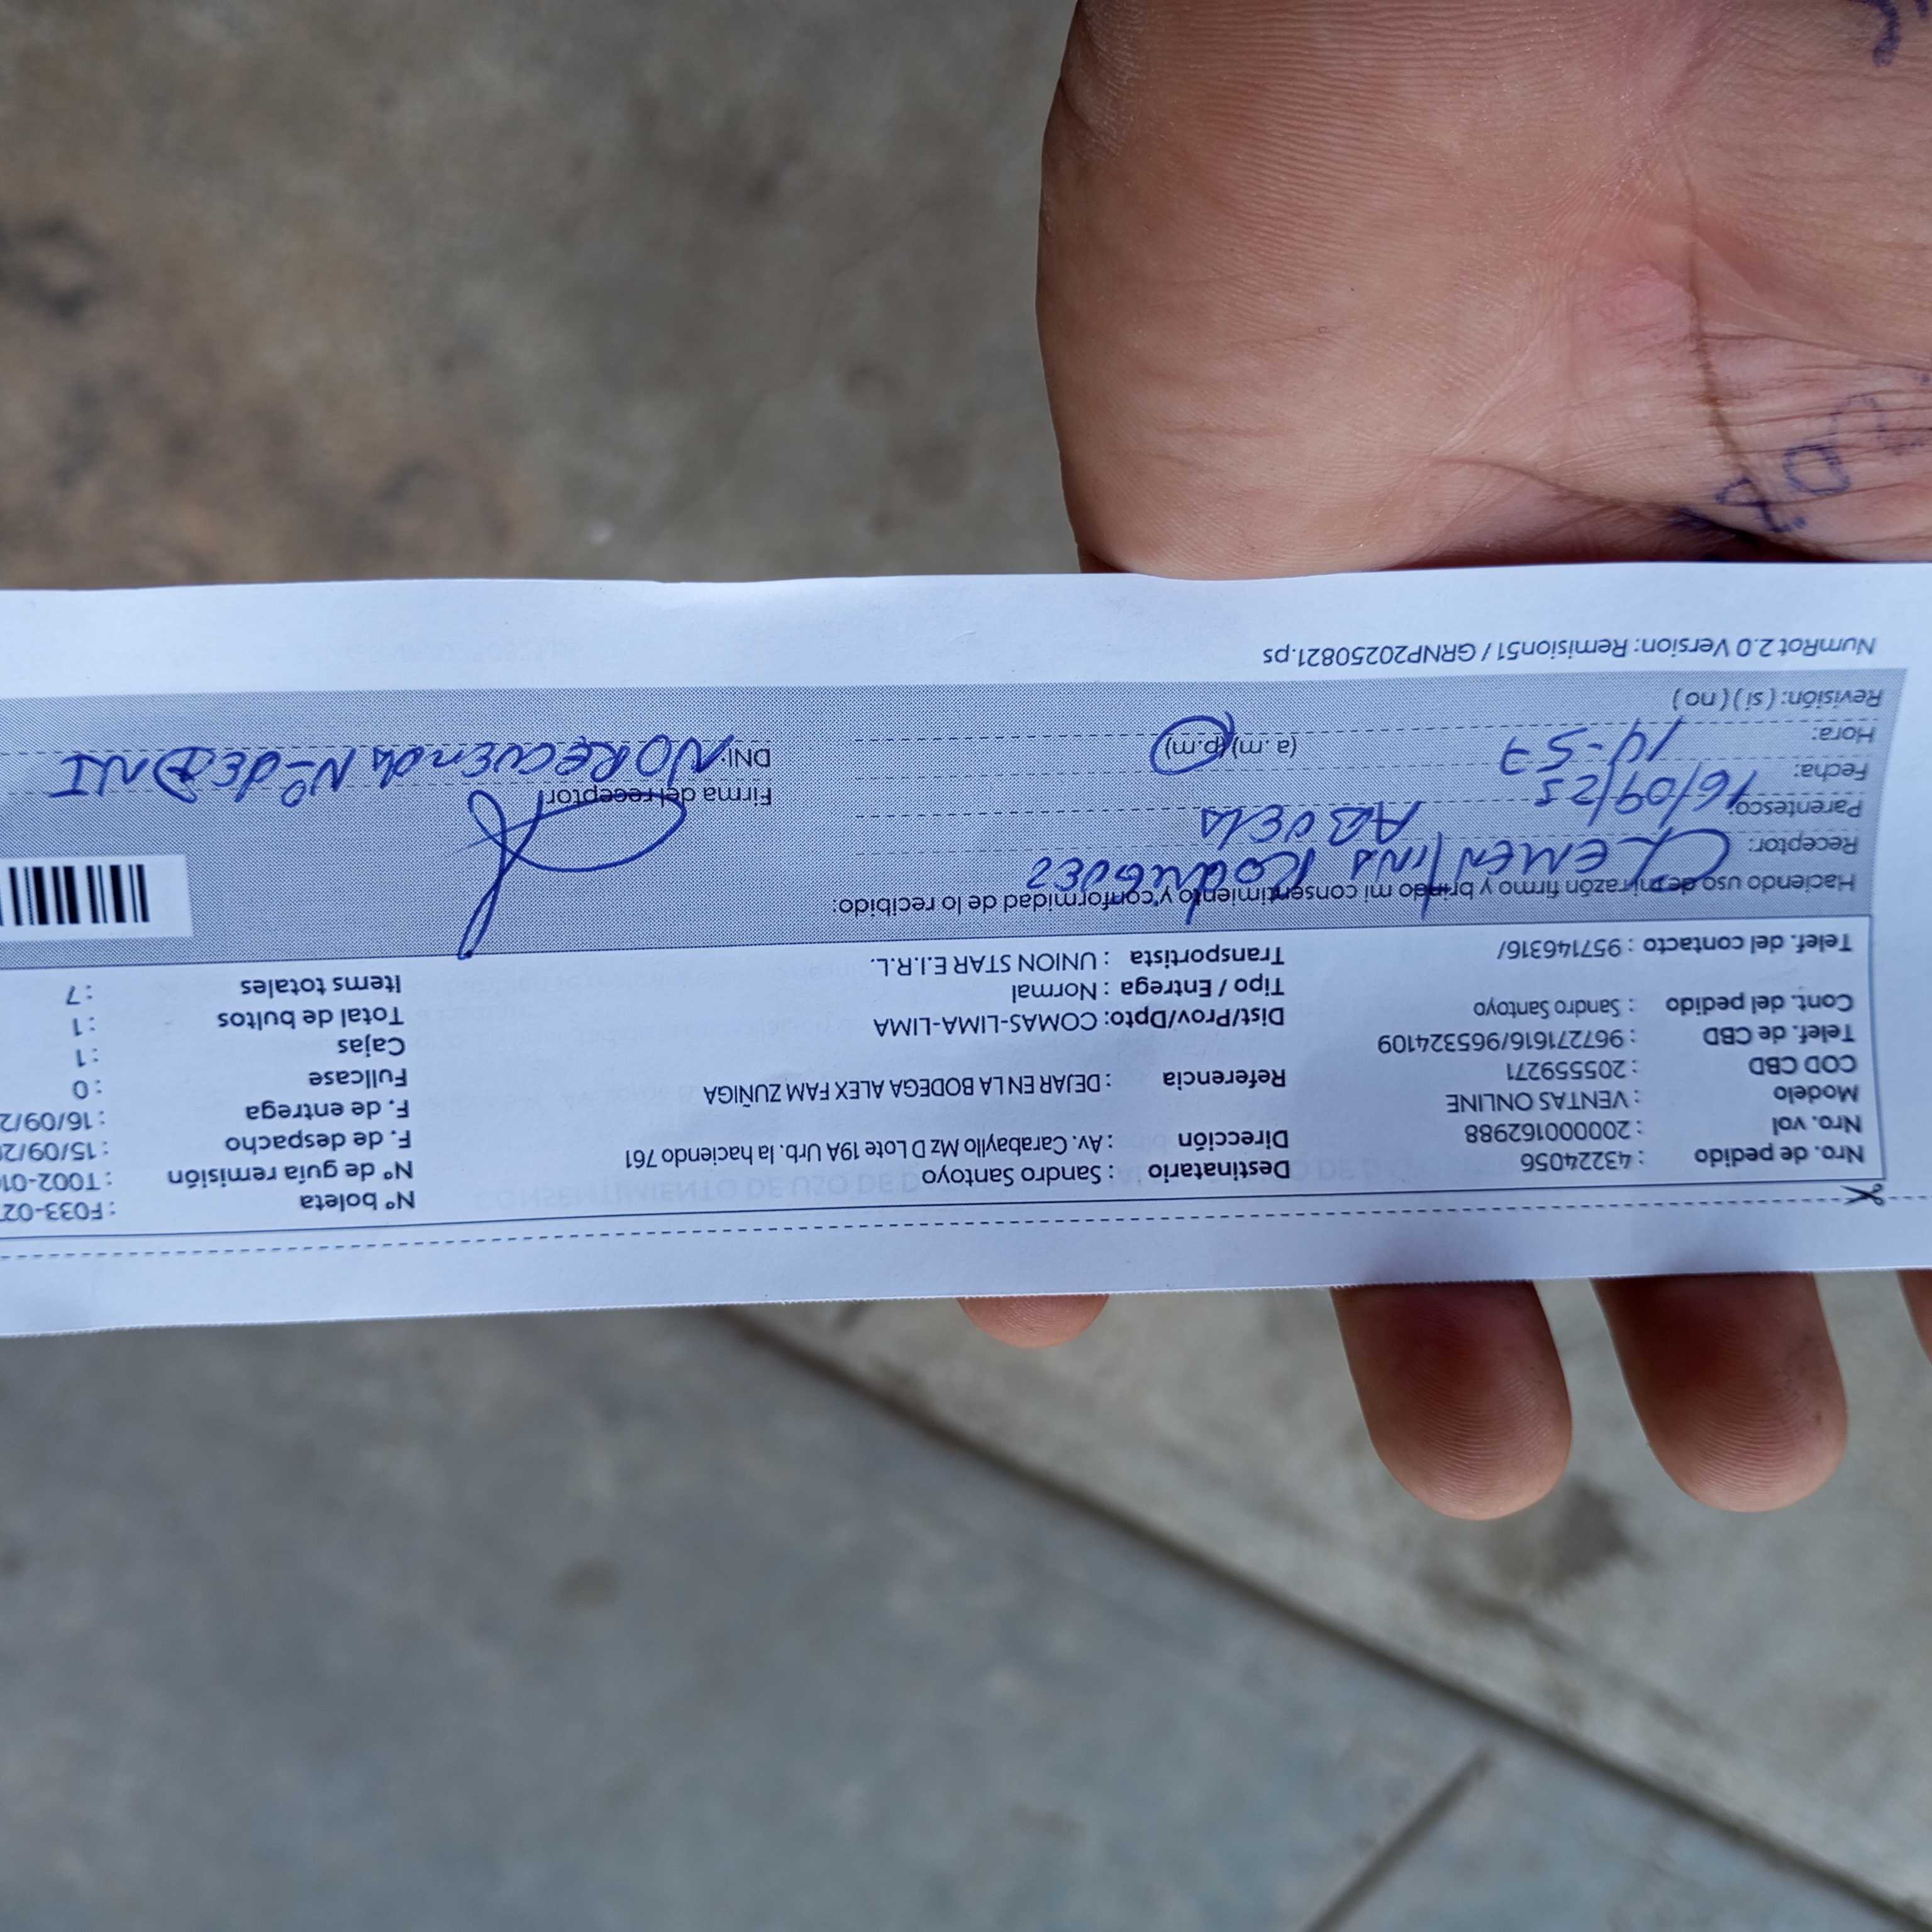 Nro. de pedido : 43224056
Nro. vol : 20000162988
Modelo : VENTAS ONLINE
COD CBD : 205559271
Telef. de CBD : 967271616/965324109
Cont. del pedido : Sandro Santoyo
Telef. del contacto : 957146316/
Destinatario : Sandro Santoyo
Dirección : Av. Carabayllo Mz D Lote 19A Urb. la haciendo 761
Referencia : DEJAR EN LA BODEGA ALEX FAM ZUÑIGA
Dist/Prov/Dpto: COMAS-LIMA-LIMA
Tipo / Entrega : Normal
Transportista : UNION STAR E.I.R.L.
Nº boleta : F033-02
Nº de guía remisión : T002-01
F. de despacho : 15/09/2
F. de entrega : 16/09/2
Fullcase : 0
Cajas : 1
Total de bultos : 1
Items totales : 7
Haciendo uso de mi razón firmo y brindo mi consentimiento y conformidad de lo recibido:
Receptor: CLEMENTINA RODRIGUEZ
Parentesco: ABUELA
Fecha: 16/09/25
Hora: 14-57 (a.m) (p.m)
Revisión: ( si ) ( no )
Firma del receptor
DNI: NO RECUERDA Nº DE DNI
NumRot 2.0 Version: Remision51 / GRNP20250821.ps